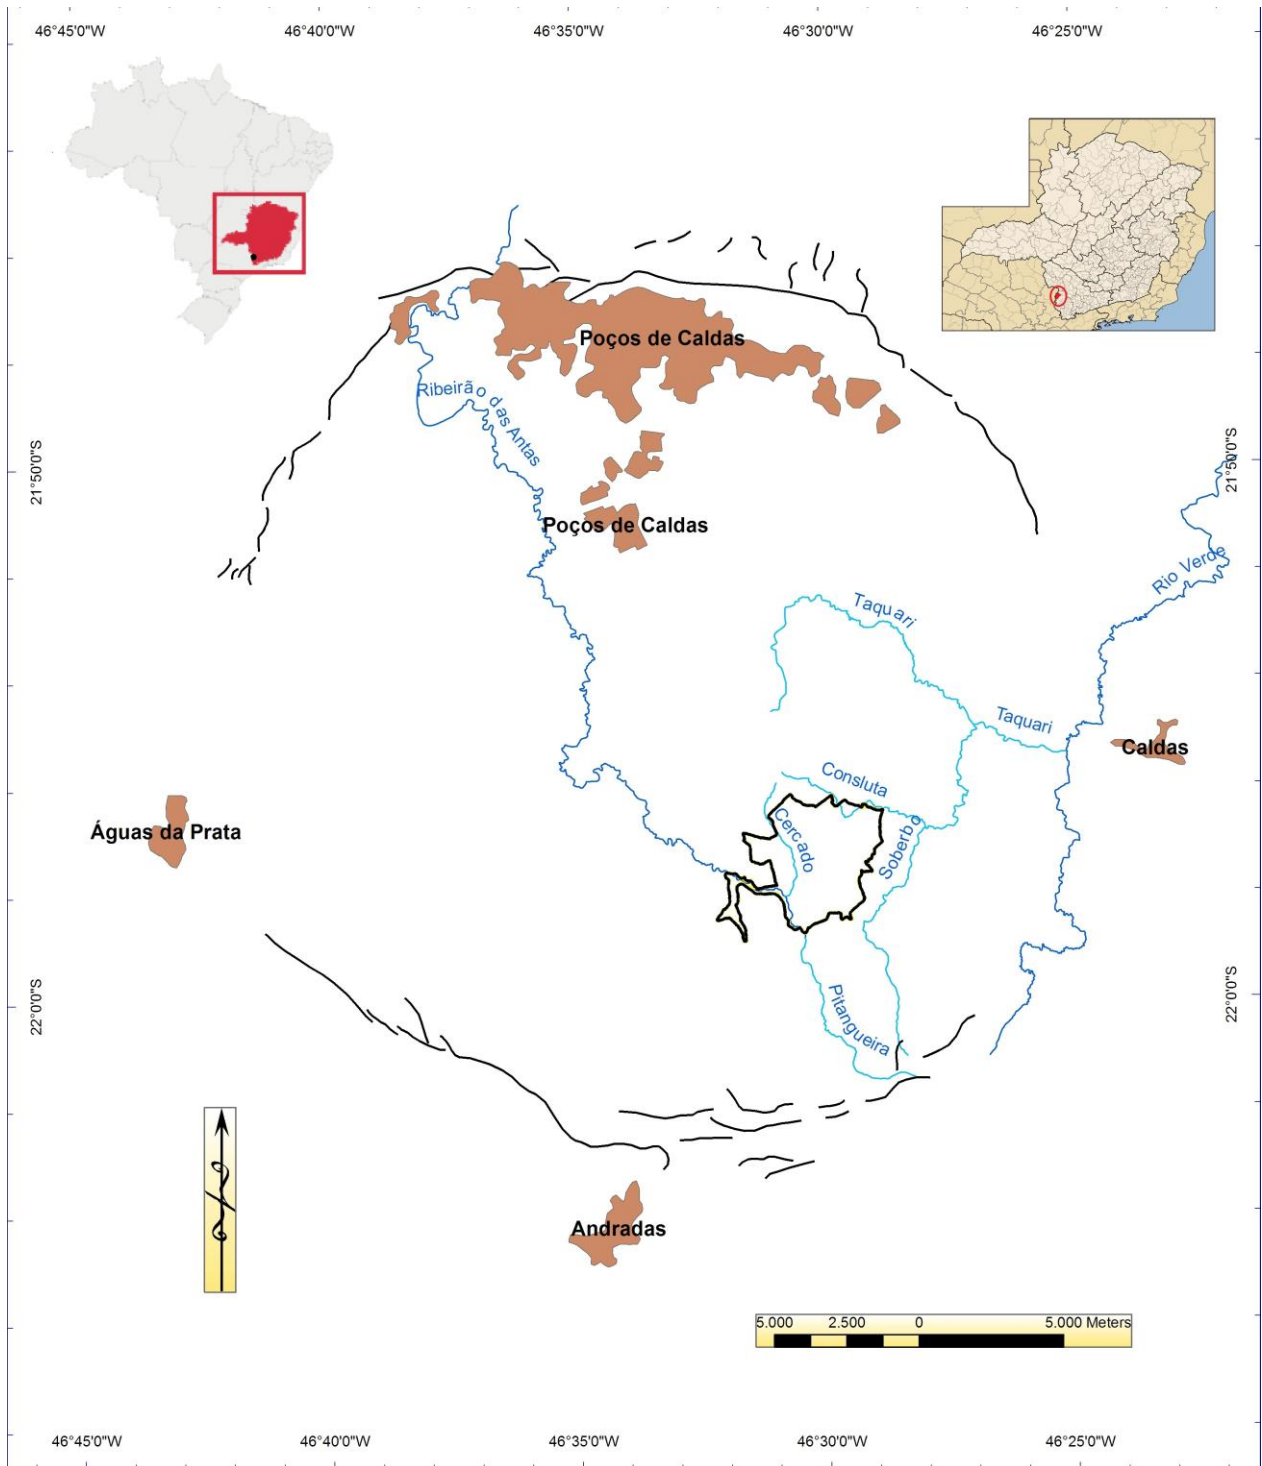 46°45'0"W 46°40'0"W 46°35'0"W 46°30'0"W 46°25'0"W
Poços de Caldas
Ribeirão das Antas
21°50'0"S
21°50'0"S
Poços de Caldas
Rio Verde
Taquari
Taquari
Caldas
Consluta
Águas da Prata
Cercado
Soberbo
22°0'0"S
22°0'0"S
Pitangueira
Andradas
5.000 2.500 0 5.000 Meters
46°45'0"W 46°40'0"W 46°35'0"W 46°30'0"W 46°25'0"W